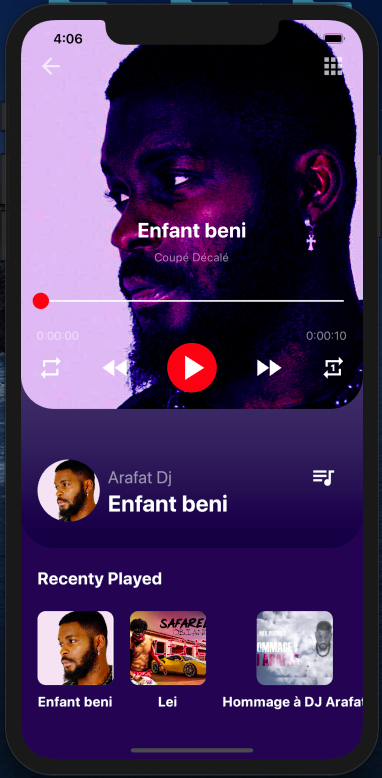 4:06
Enfant beni
Coupé Décalé
0:00:00
0:00:10
1
Arafat Dj
Enfant beni
Recenty Played
SAFAREL
HOMMAGE
Enfant beni
Lei
Hommage à DJ Arafat